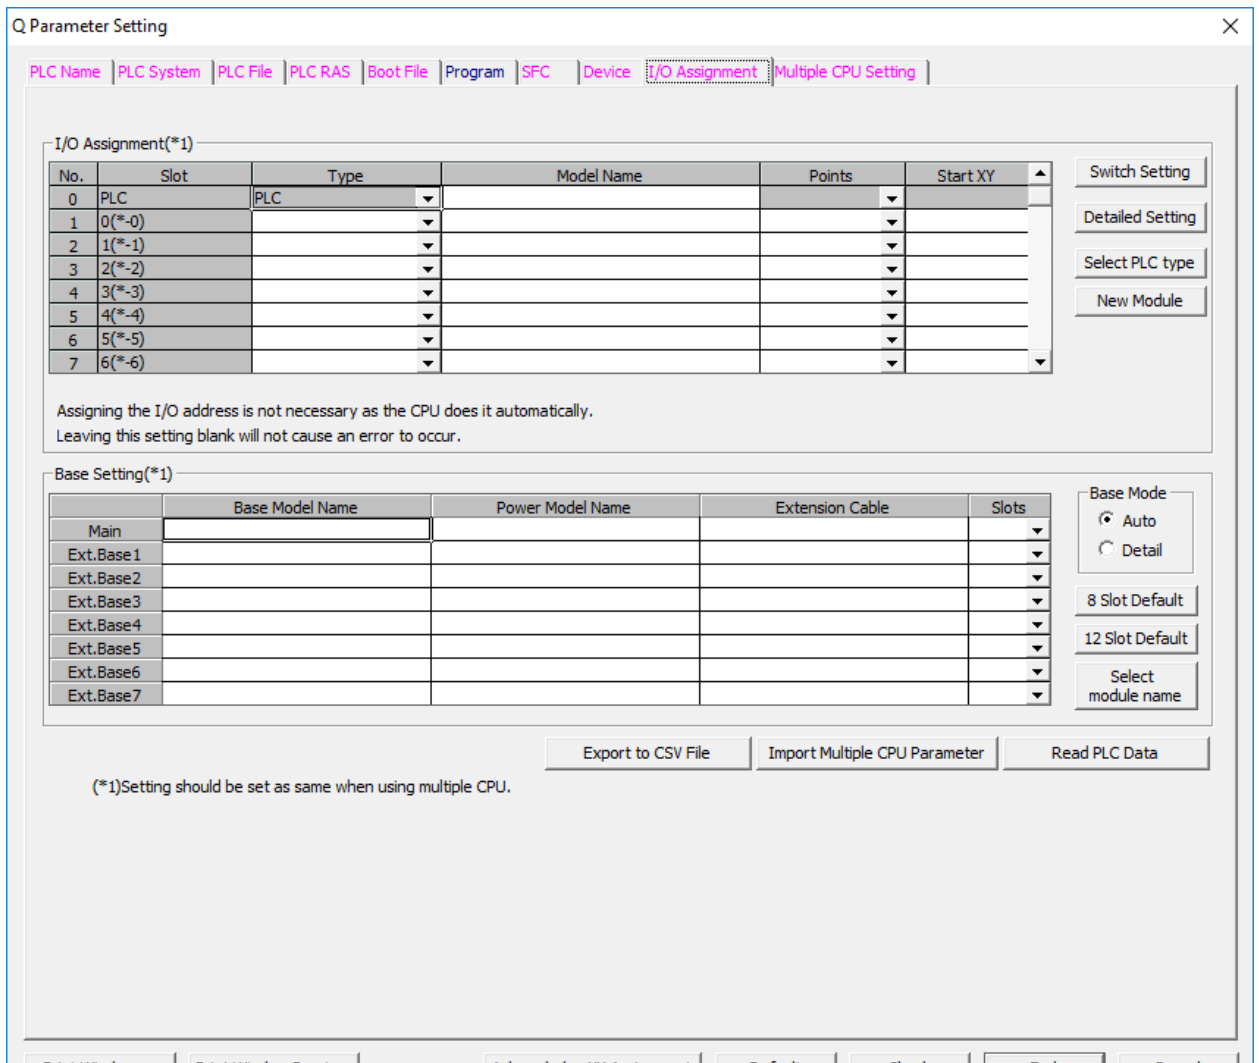 Q Parameter Setting
PLC Name PLC System PLC File PLC RAS Boot File Program SFC Device I/O Assignment Multiple CPU Setting
I/O Assignment(*1)
No. Slot Type Model Name Points Start XY
0 PLC PLC
1 0(*-0)
2 1(*-1)
3 2(*-2)
4 3(*-3)
5 4(*-4)
6 5(*-5)
7 6(*-6)
Switch Setting
Detailed Setting
Select PLC type
New Module
Assigning the I/O address is not necessary as the CPU does it automatically.
Leaving this setting blank will not cause an error to occur.
Base Setting(*1)
Base Model Name Power Model Name Extension Cable Slots
Main
Ext.Base1
Ext.Base2
Ext.Base3
Ext.Base4
Ext.Base5
Ext.Base6
Ext.Base7
Base Mode
Auto
Detail
8 Slot Default
12 Slot Default
Select
module name
Export to CSV File Import Multiple CPU Parameter Read PLC Data
(*1)Setting should be set as same when using multiple CPU.